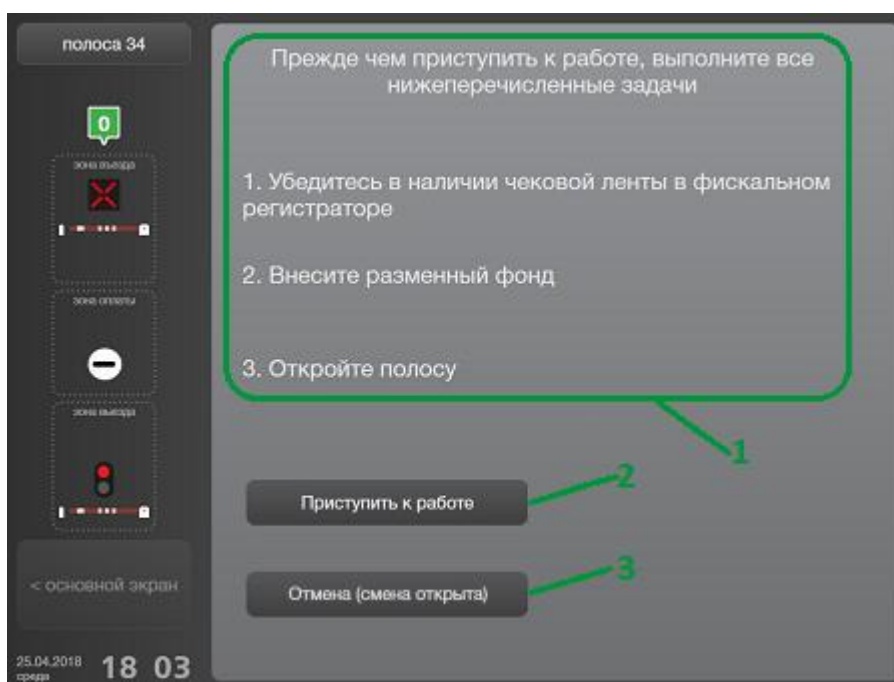 полоса 34
0
зона въезда
зона оплаты
зона выезда
< основной экран
25.04.2018
среда
18 03
Прежде чем приступить к работе, выполните все
нижеперечисленные задачи
1. Убедитесь в наличии чековой ленты в фискальном
регистраторе
2. Внесите разменный фонд
3. Откройте полосу
1
Приступить к работе
2
Отмена (смена открыта)
3